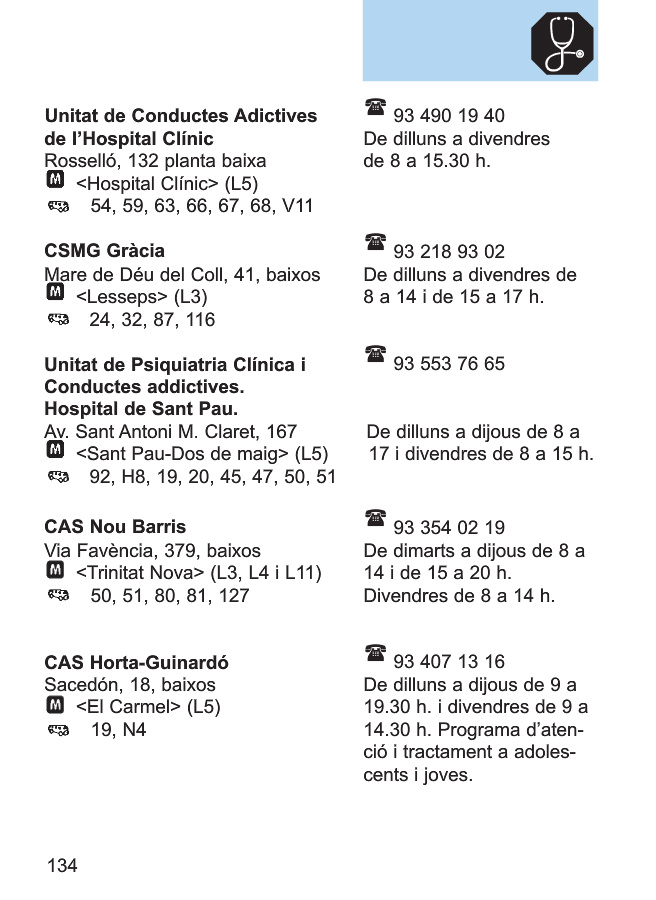 Unitat de Conductes Adictives
de l’Hospital Clínic
Rosselló, 132 planta baixa
M <Hospital Clínic> (L5)
54, 59, 63, 66, 67, 68, V11
93 490 19 40
De dilluns a divendres
de 8 a 15.30 h.
CSMG Gràcia
Mare de Déu del Coll, 41, baixos
M <Lesseps> (L3)
24, 32, 87, 116
93 218 93 02
De dilluns a divendres de
8 a 14 i de 15 a 17 h.
Unitat de Psiquiatria Clínica i
Conductes addictives.
Hospital de Sant Pau.
Av. Sant Antoni M. Claret, 167
M <Sant Pau-Dos de maig> (L5)
92, H8, 19, 20, 45, 47, 50, 51
93 553 76 65
De dilluns a dijous de 8 a
17 i divendres de 8 a 15 h.
CAS Nou Barris
Via Favència, 379, baixos
M <Trinitat Nova> (L3, L4 i L11)
50, 51, 80, 81, 127
93 354 02 19
De dimarts a dijous de 8 a
14 i de 15 a 20 h.
Divendres de 8 a 14 h.
CAS Horta-Guinardó
Sacedón, 18, baixos
M <El Carmel> (L5)
19, N4
93 407 13 16
De dilluns a dijous de 9 a
19.30 h. i divendres de 9 a
14.30 h. Programa d’aten-
ció i tractament a adoles-
cents i joves.
134